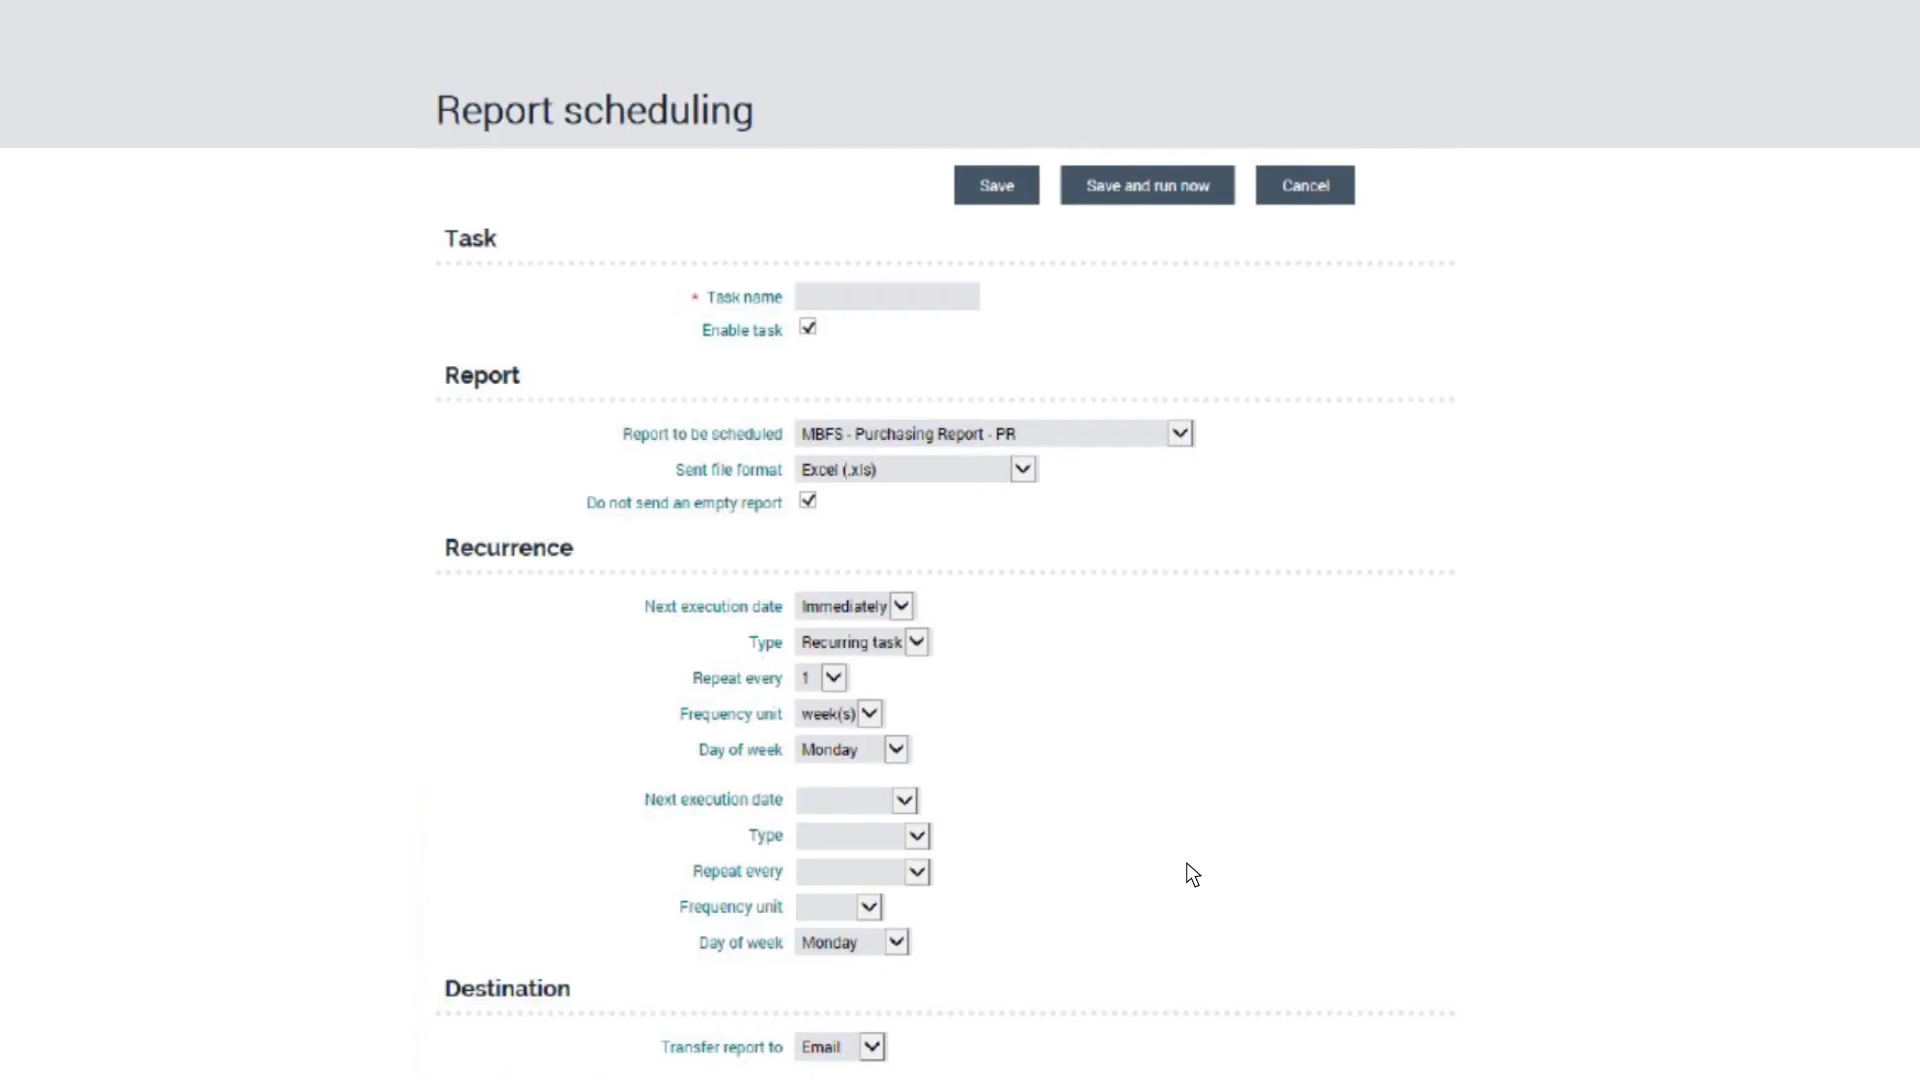 Report scheduling
Save Save and run now Cancel
Task
* Task name
Enable task
Report
Report to be scheduled MBFS - Purchasing Report - PR
Sent file format Excel (.xls)
Do not send an empty report
Recurrence
Next execution date Immediately
Type Recurring task
Repeat every 1
Frequency unit week(s)
Day of week Monday
Next execution date
Type
Repeat every
Frequency unit
Day of week Monday
Destination
Transfer report to Email